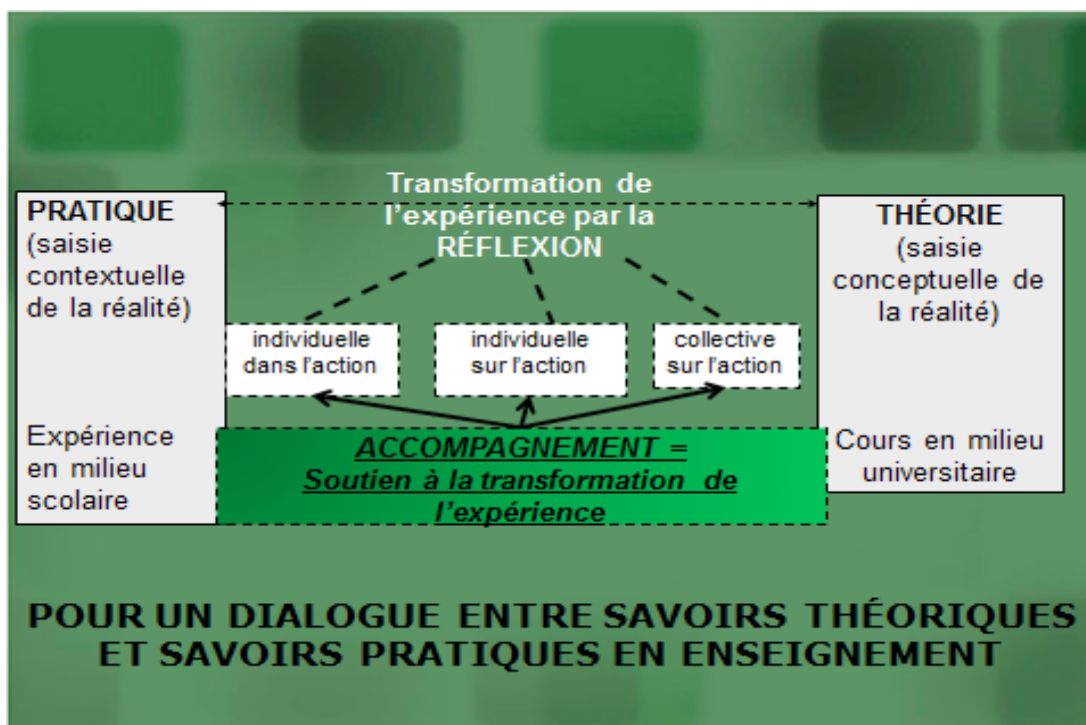 Transformation de
l'expérience par la
RÉFLEXION
PRATIQUE
(saisie
contextuelle
de la réalité)
Expérience
en milieu
scolaire
individuelle
dans l'action
individuelle
sur l'action
collective
sur l'action
ACCOMPAGNEMENT =
Soutien à la transformation de
l'expérience
THÉORIE
(saisie
conceptuelle de
la réalité)
Cours en milieu
universitaire
POUR UN DIALOGUE ENTRE SAVOIRS THÉORIQUES
ET SAVOIRS PRATIQUES EN ENSEIGNEMENT